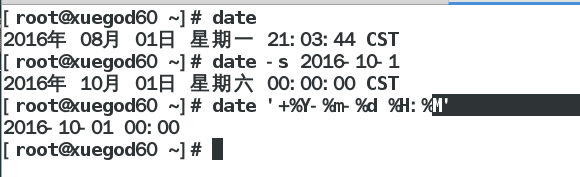 [root@xuegod60 ~]# date
2016年 08月 01日 星期一 21:03:44 CST
[root@xuegod60 ~]# date -s 2016-10-1
2016年 10月 01日 星期六 00:00:00 CST
[root@xuegod60 ~]# date '+%Y-%m-%d %H:%M'
2016-10-01 00:00
[root@xuegod60 ~]#